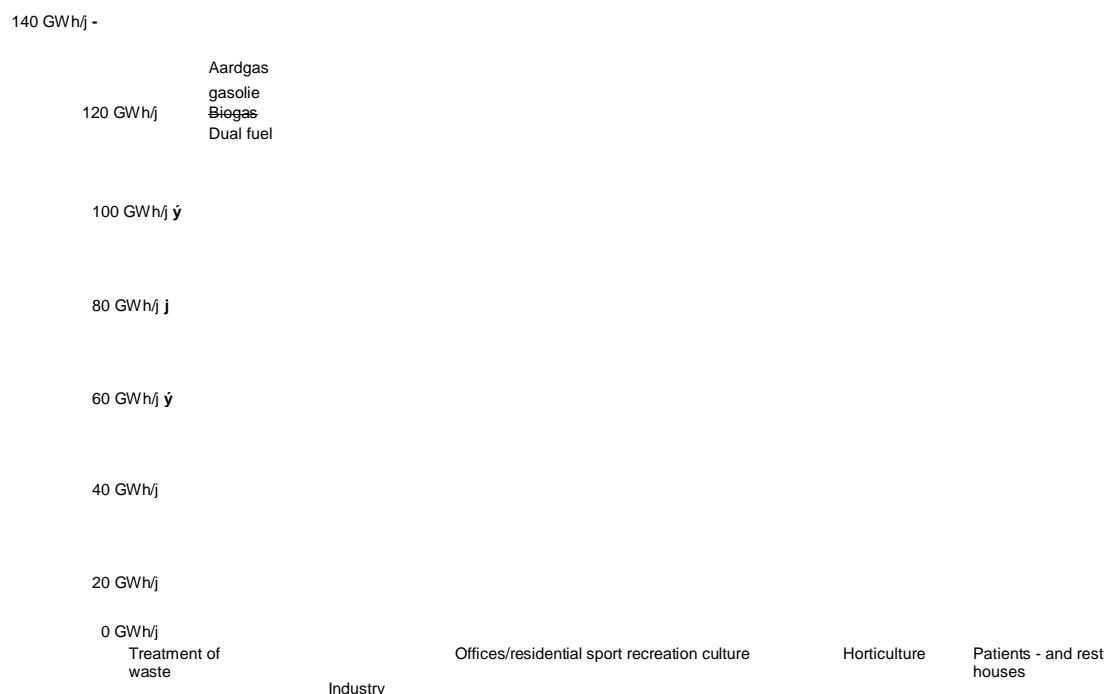 140 GWh/j -
Aardgas
gasolie
120 GWh/j
Biogas
Dual fuel
100 GWh/j ý
80 GWh/j j
60 GWh/j ý
40 GWh/j
20 GWh/j
0 GWh/j
Treatment of
waste
Industry
Offices/residential sport recreation culture
Horticulture
Patients - and rest
houses